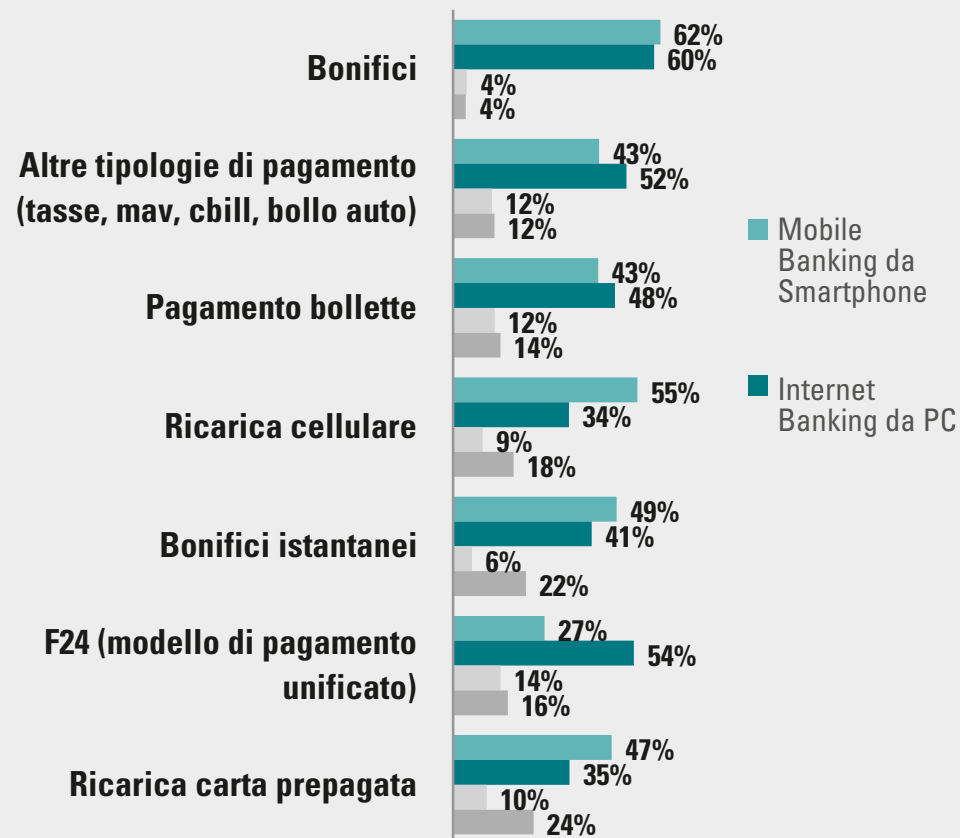 Bonifici
62%
60%
4%
4%
Altre tipologie di pagamento
(tasse, mav, cbill, bollo auto)
43%
52%
12%
12%
Pagamento bollette
43%
48%
12%
14%
Ricarica cellulare
55%
34%
9%
18%
Bonifici istantanei
49%
41%
6%
22%
F24 (modello di pagamento
unificato)
27%
54%
14%
16%
Ricarica carta prepagata
47%
35%
10%
24%
Mobile
Banking da
Smartphone
Internet
Banking da PC